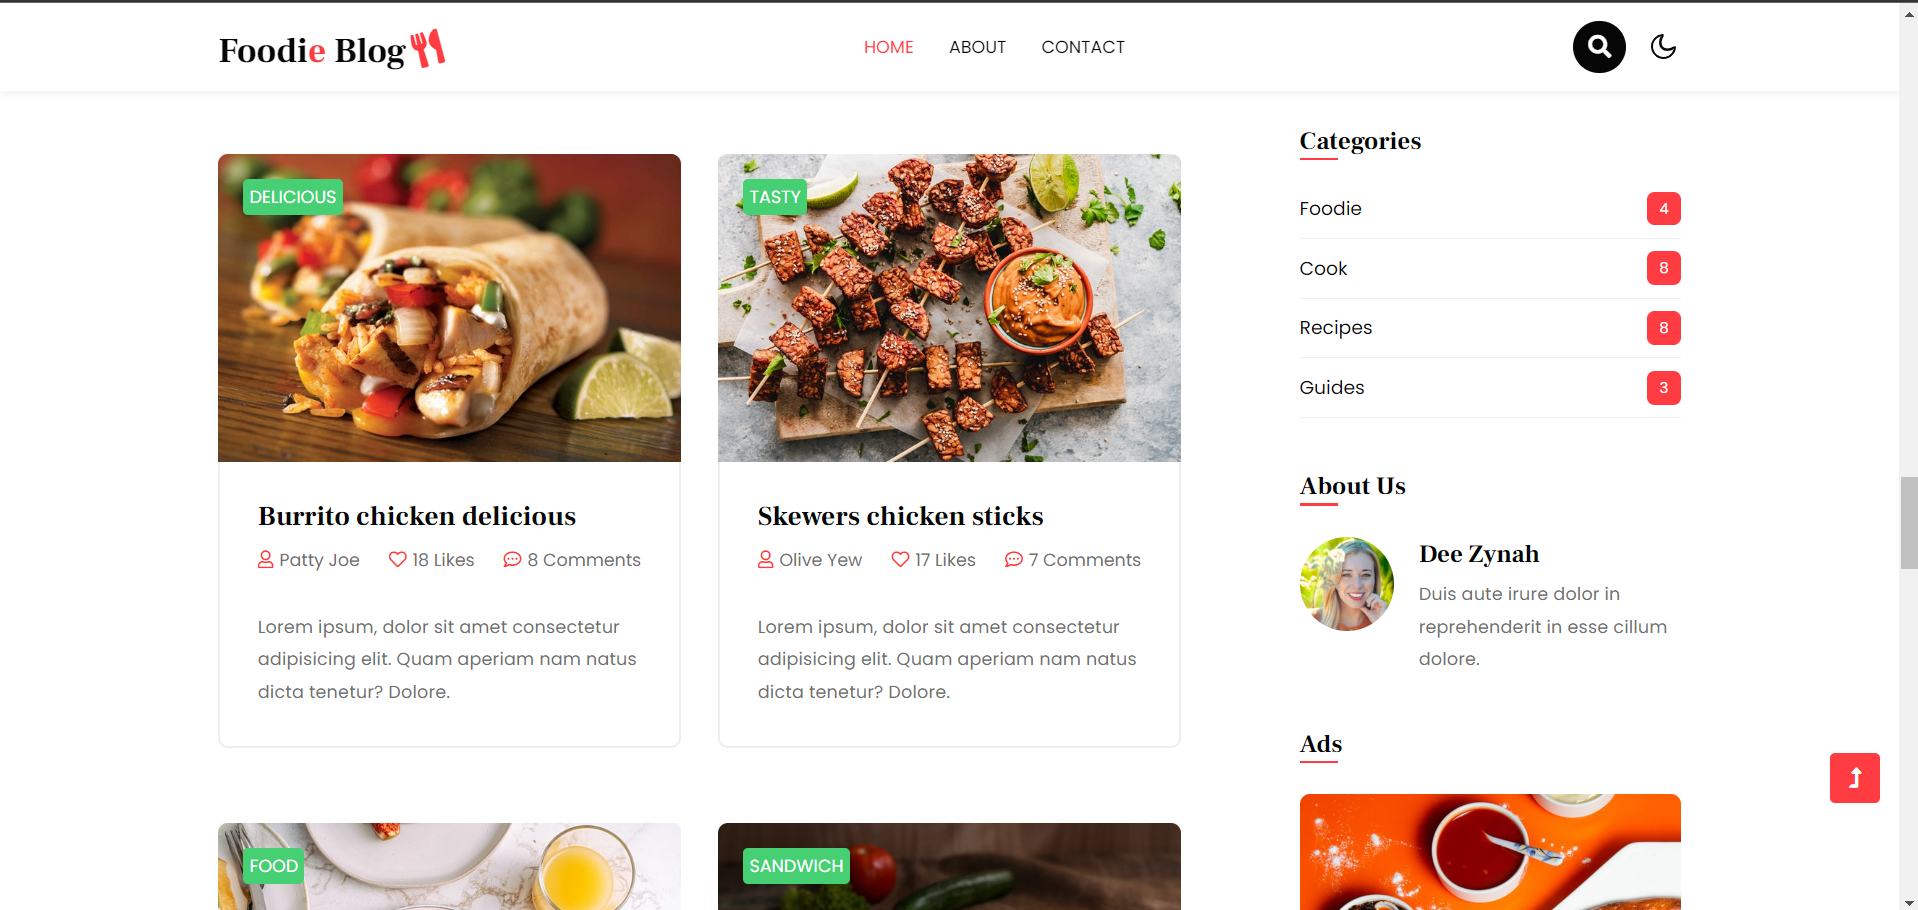 Foodie Blog
HOME
ABOUT
CONTACT
DELICIOUS
Burrito chicken delicious
Patty Joe
18 Likes
8 Comments
Lorem ipsum, dolor sit amet consectetur
adipisicing elit. Quam aperiam nam natus
dicta tenetur? Dolore.
TASTY
Skewers chicken sticks
Olive Yew
17 Likes
7 Comments
Lorem ipsum, dolor sit amet consectetur
adipisicing elit. Quam aperiam nam natus
dicta tenetur? Dolore.
FOOD
SANDWICH
Categories
Foodie 4
Cook 8
Recipes 8
Guides 3
About Us
Dee Zynah
Duis aute irure dolor in
reprehenderit in esse cillum
dolore.
Ads